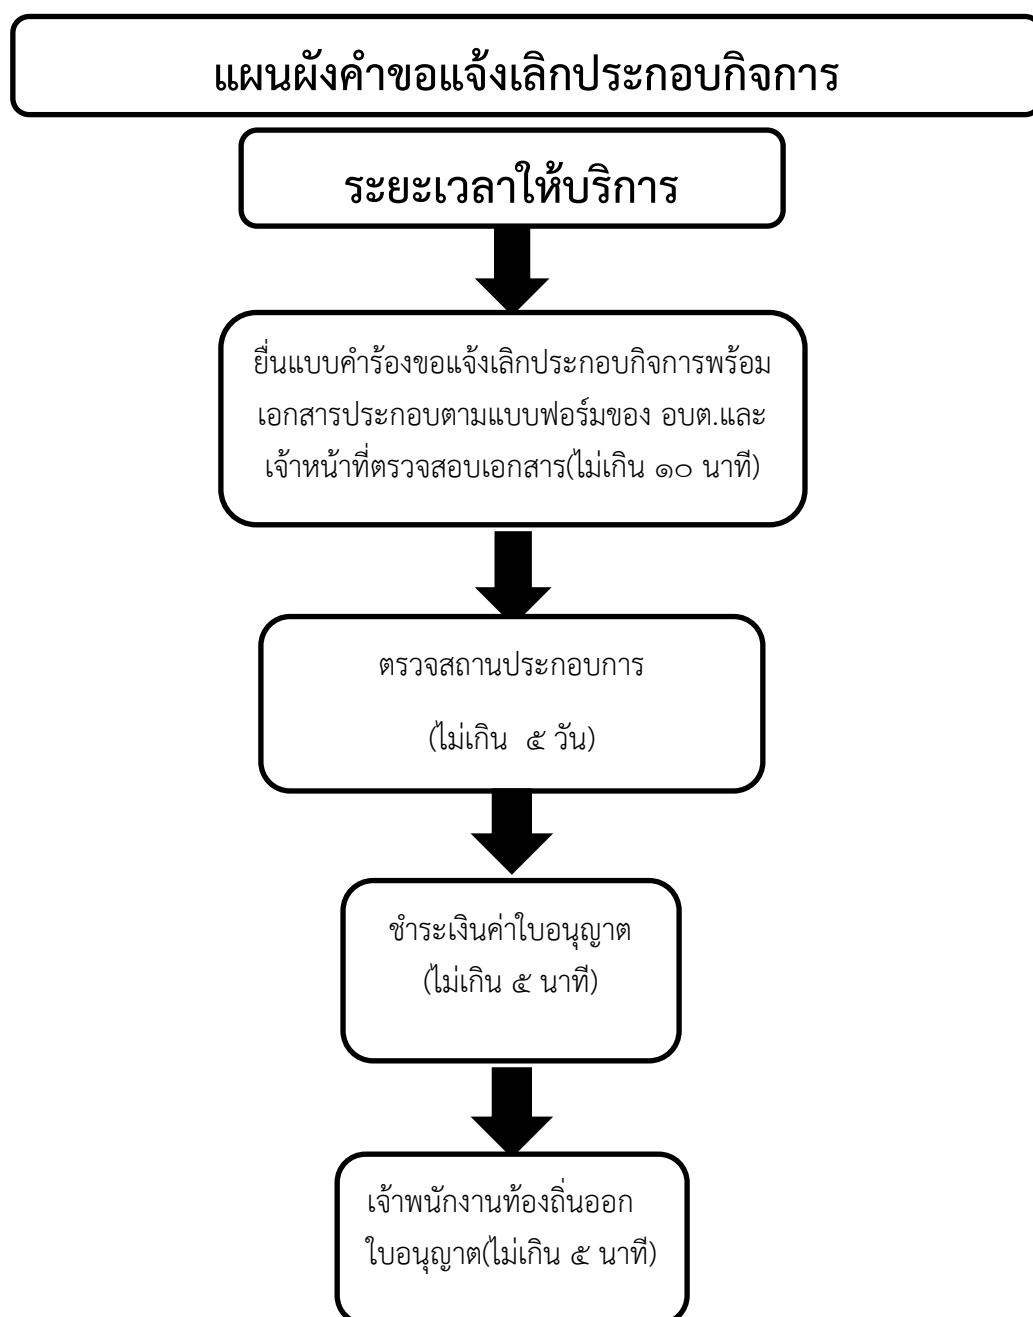 แผนผังคำขอแจ้งเลิกประกอบกิจการ
ระยะเวลาให้บริการ
ยื่นแบบคำร้องขอแจ้งเลิกประกอบกิจการพร้อม
เอกสารประกอบตามแบบฟอร์มของ อบต.และ
เจ้าหน้าที่ตรวจสอบเอกสาร(ไม่เกิน ๑๐ นาที)
ตรวจสถานประกอบการ
(ไม่เกิน ๕ วัน)
ชำระเงินค่าใบอนุญาต
(ไม่เกิน ๕ นาที)
เจ้าพนักงานท้องถิ่นออก
ใบอนุญาต(ไม่เกิน ๕ นาที)